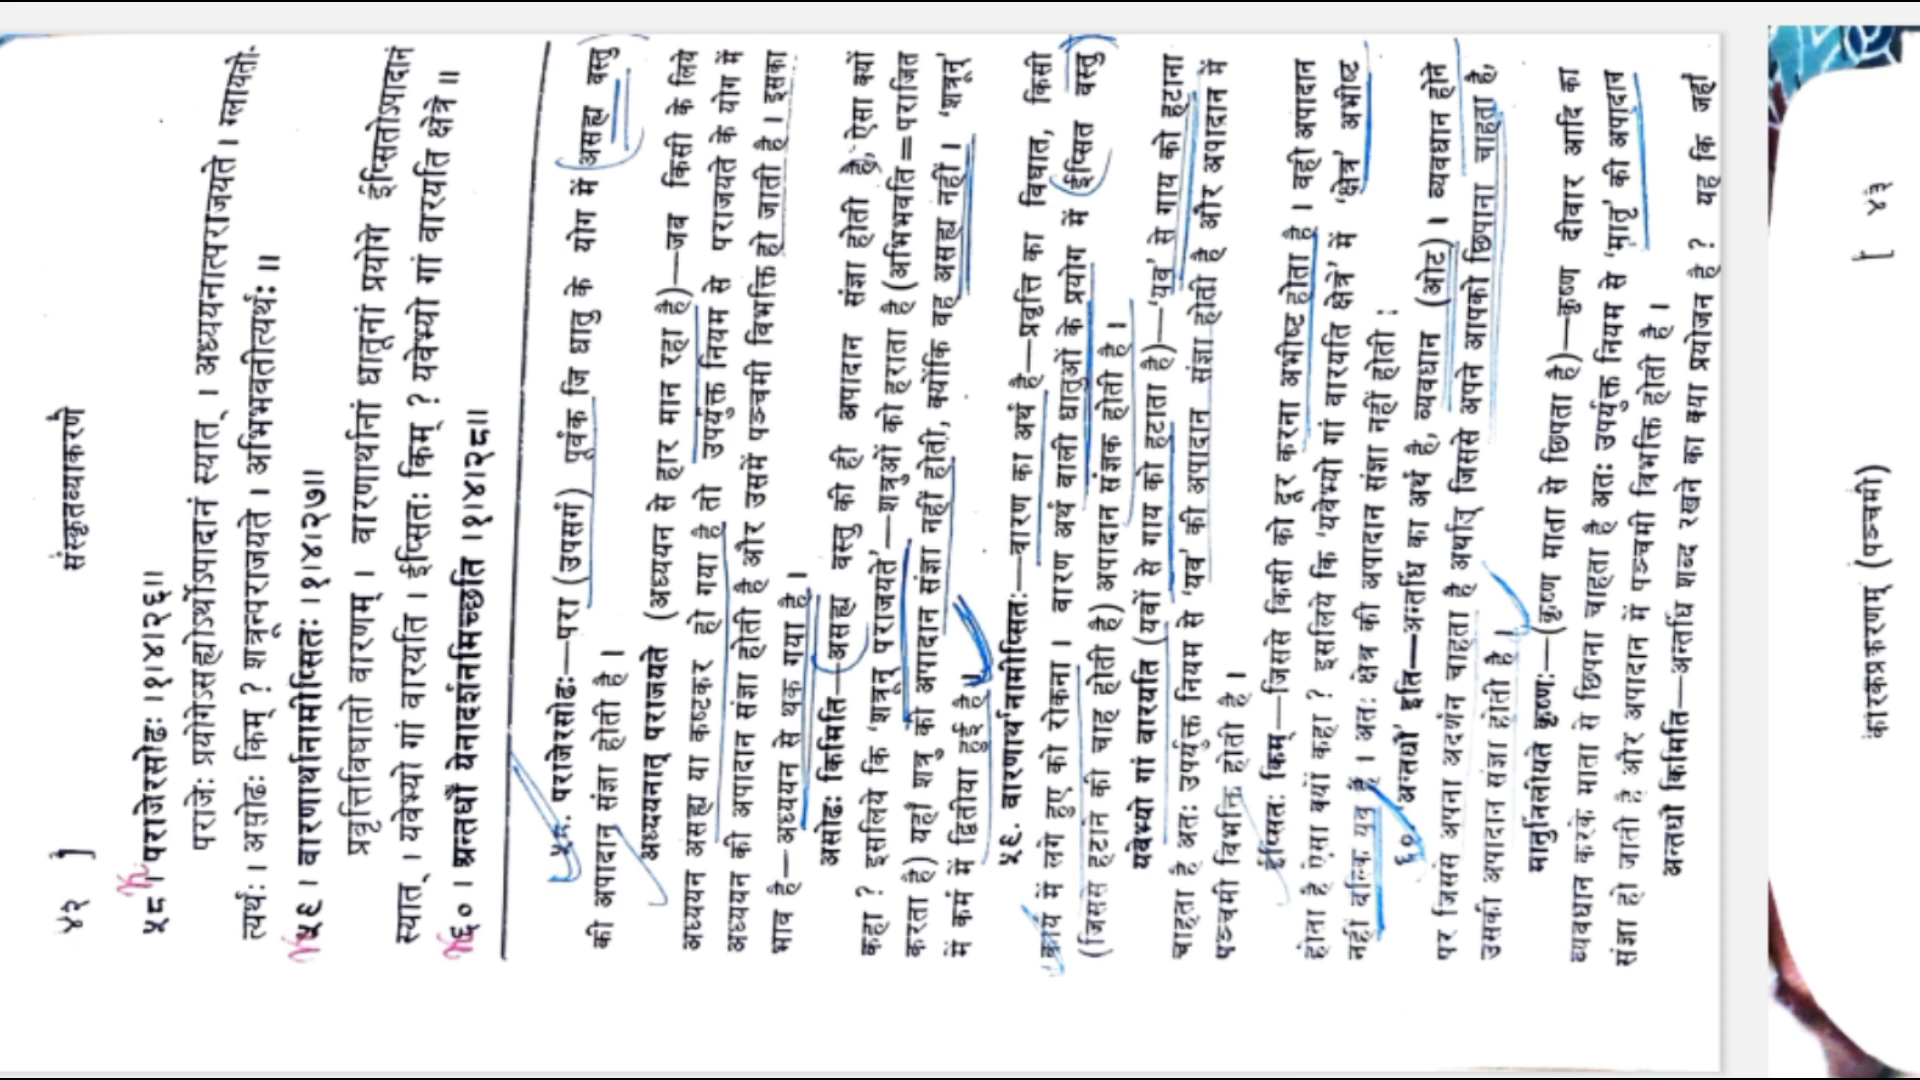 ४२ ]
संस्कृतव्याकरणे
५८ । पराजेरसोढः ।१।४।२६॥
पराजेः प्रयोगेऽसह्योऽर्थोऽपादानं स्यात् । अध्ययनात्पराजयते । ग्लायती-
त्यर्थः । असोढः किम् ? शत्रून्पराजयते । अभिभवतीत्यर्थः ॥
५९ । वारणार्थानामीप्सितः ।१।४।२७॥
प्रवृत्तिविघातो वारणम् । वारणार्थानां धातूनां प्रयोगे ईप्सितोऽपादानं
स्यात् । यवेभ्यो गां वारयति । ईप्सितः किम् ? यवेभ्यो गां वारयति क्षेत्रे ॥
६० । अन्तर्धौ येनादर्शनमिच्छति ।१।४।२८॥
५८. पराजेरसोढः—परा (उपसर्ग) पूर्वक जि धातु के योग में असह्य वस्तु
की अपादान संज्ञा होती है ।
अध्ययनात् पराजयते (अध्ययन से हार मान रहा है)—जब किसी के लिये
अध्ययन असह्य या कष्टकर हो गया है तो उपर्युक्त नियम से पराजयते के योग में
अध्ययन की अपादान संज्ञा होती है और उसमें पञ्चमी विभक्ति हो जाती है । इसका
भाव है—अध्ययन से थक गया है ।
असोढः किमिति—असह्य वस्तु की ही अपादान संज्ञा होती है, ऐसा क्यों
कहा ? इसलिये कि 'शत्रून् पराजयते'—शत्रुओं को हराता है (अभिभवति = पराजित
करता है) यहाँ शत्रु की अपादान संज्ञा नहीं होती, क्योंकि वह असह्य नहीं । 'शत्रून्'
में कर्म में द्वितीया हुई है ।
५९. वारणार्थानामीप्सितः—वारण का अर्थ है—प्रवृत्ति का विघात, किसी
कार्य में लगे हुए को रोकना । वारण अर्थ वाली धातुओं के प्रयोग में ईप्सित वस्तु
(जिससे हटाने की चाह होती है) अपादान संज्ञक होती है ।
यवेभ्यो गां वारयति (यवों से गाय को हटाता है)—'यव' से गाय को हटाना
चाहता है अतः उपर्युक्त नियम से 'यव' की अपादान संज्ञा होती है और अपादान में
पञ्चमी विभक्ति होती है ।
ईप्सितः किम्—जिससे किसी को दूर करना अभीष्ट होता है । वही अपादान
होता है ऐसा क्यों कहा ? इसलिये कि 'यवेभ्यो गां वारयति क्षेत्रे' में 'क्षेत्र' अभीष्ट
नहीं बल्कि यव है । अतः क्षेत्र की अपादान संज्ञा नहीं होती ।
६०. 'अन्तर्धौ' इति—अन्तर्धि का अर्थ है, व्यवधान (ओट) । व्यवधान होने
पर जिससे अपना अदर्शन चाहता है अर्थात् जिससे अपने आपको छिपाना चाहता है,
उसकी अपादान संज्ञा होती है ।
मातुर्निलीयते कृष्णः—(कृष्ण माता से छिपता है)—कृष्ण दीवार आदि का
व्यवधान करके माता से छिपना चाहता है अतः उपर्युक्त नियम से 'मातृ' की अपादान
संज्ञा हो जाती है और अपादान में पञ्चमी विभक्ति होती है ।
अन्तर्धौ किमिति—अन्तर्धि शब्द रखने का क्या प्रयोजन है ? यह कि जहाँ
कारकप्रकरणम् (पञ्चमी)
[ ४३